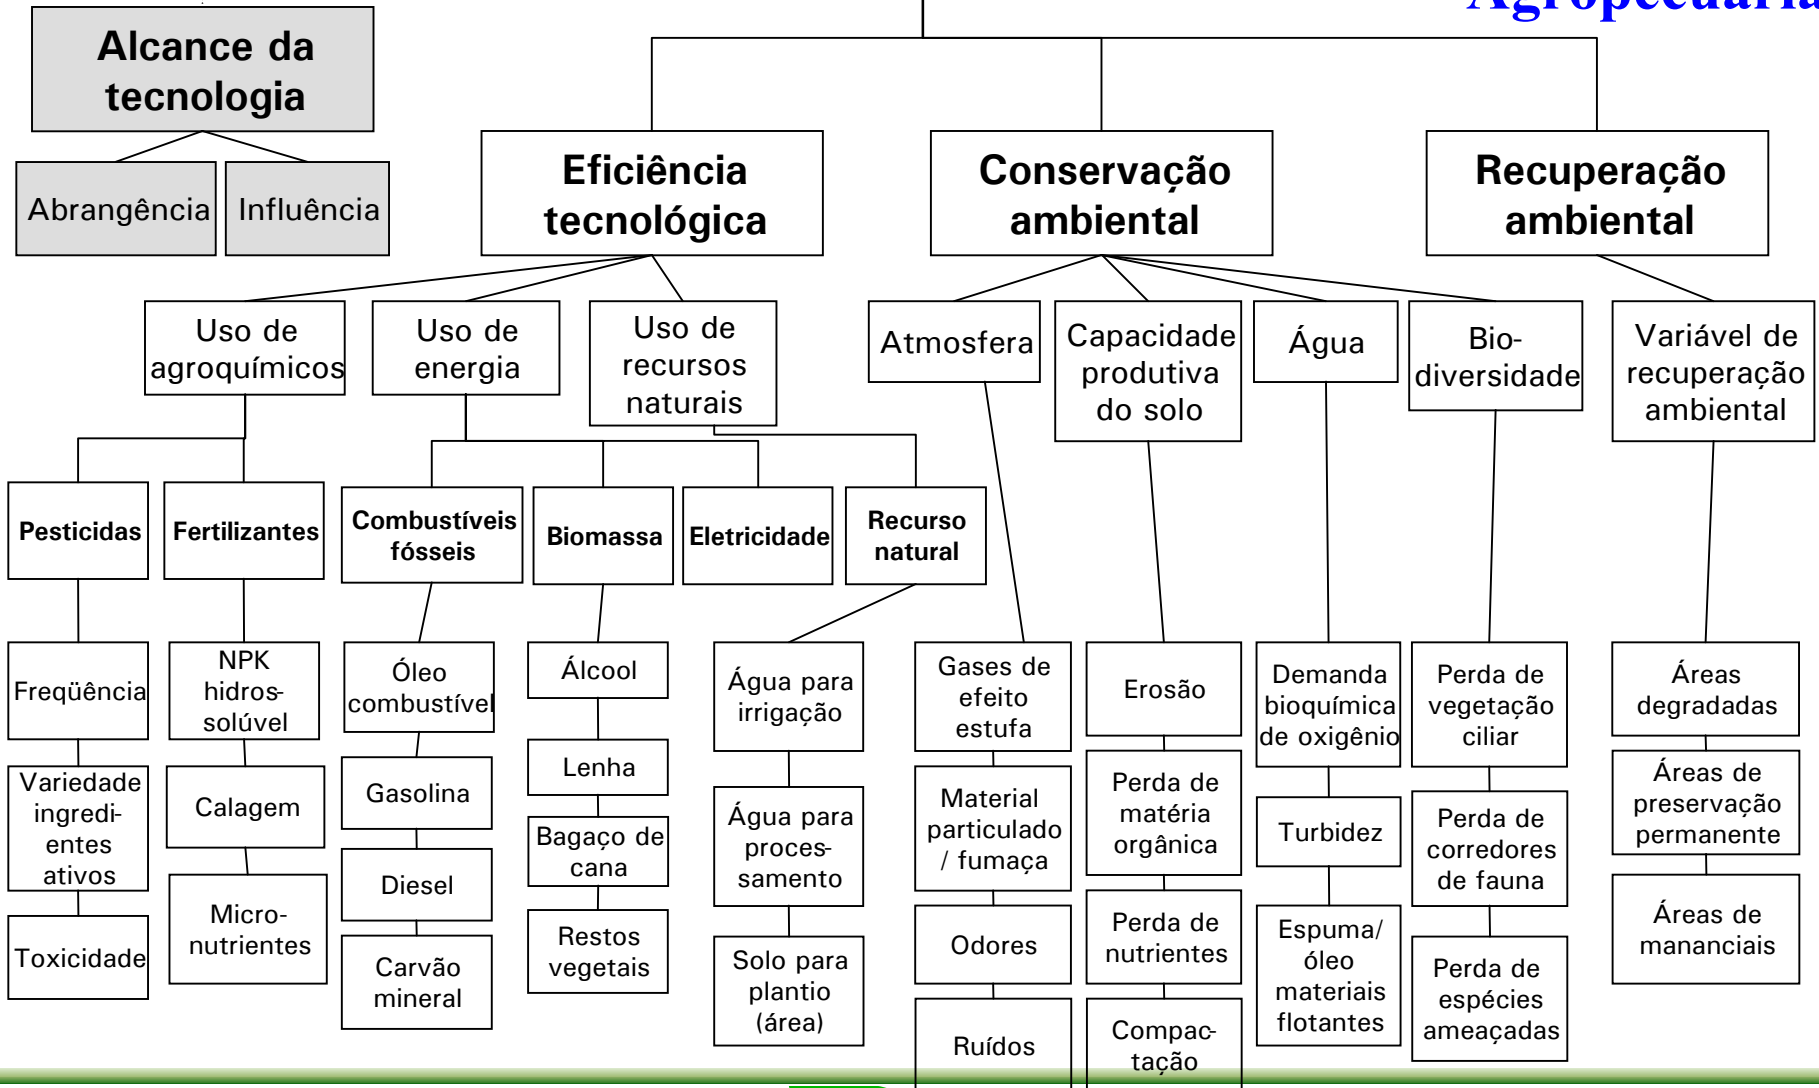 Agropecuária
Alcance da
tecnologia
Abrangência
Influência
Eficiência
tecnológica
Conservação
ambiental
Recuperação
ambiental
Uso de
agroquímicos
Uso de
energia
Uso de
recursos
naturais
Atmosfera
Capacidade
produtiva
do solo
Água
Bio-
diversidade
Variável de
recuperação
ambiental
Pesticidas
Fertilizantes
Combustíveis
fósseis
Biomassa
Eletricidade
Recurso
natural
Freqüência
Variedade
ingredi-
entes
ativos
Toxicidade
NPK
hidros-
solúvel
Calagem
Micro-
nutrientes
Óleo
combustível
Gasolina
Diesel
Carvão
mineral
Álcool
Lenha
Bagaço de
cana
Restos
vegetais
Água para
irrigação
Água para
proces-
samento
Solo para
plantio
(área)
Gases de
efeito
estufa
Material
particulado
/ fumaça
Odores
Ruídos
Erosão
Perda de
matéria
orgânica
Perda de
nutrientes
Compac-
tação
Demanda
bioquímica
de oxigênio
Turbidez
Espuma/
óleo
materiais
flotantes
Perda de
vegetação
ciliar
Perda de
corredores
de fauna
Perda de
espécies
ameaçadas
Áreas
degradadas
Áreas de
preservação
permanente
Áreas de
mananciais